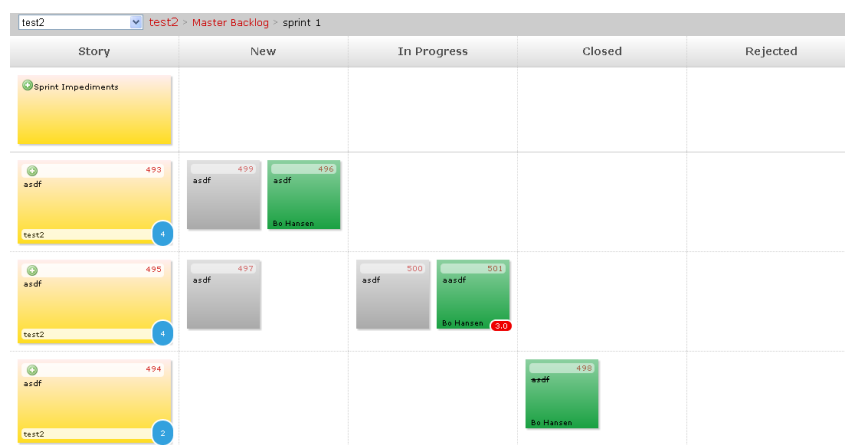 test2 test2 > Master Backlog > sprint 1
Story New In Progress Closed Rejected
Sprint Impediments
493 499 496
asdf asdf asdf
Bo Hansen
test2 4
495 497 500 501
asdf asdf asdf aasdf
Bo Hansen 3.0
test2 4
494 498
asdf asdf
Bo Hansen
test2 2